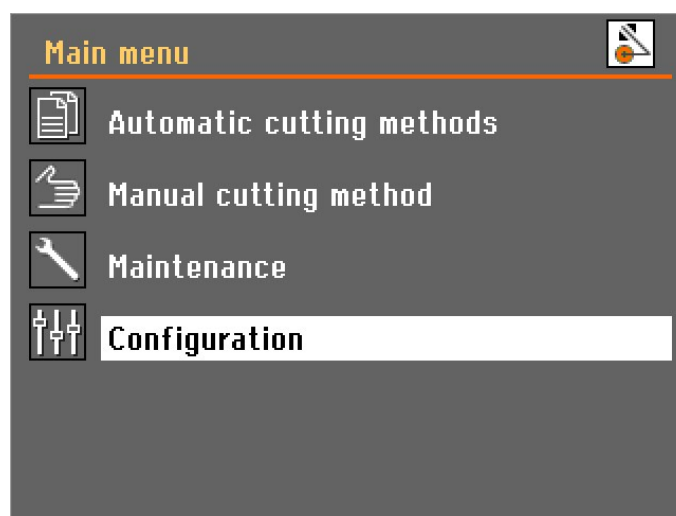 Main menu
Automatic cutting methods
Manual cutting method
Maintenance
Configuration